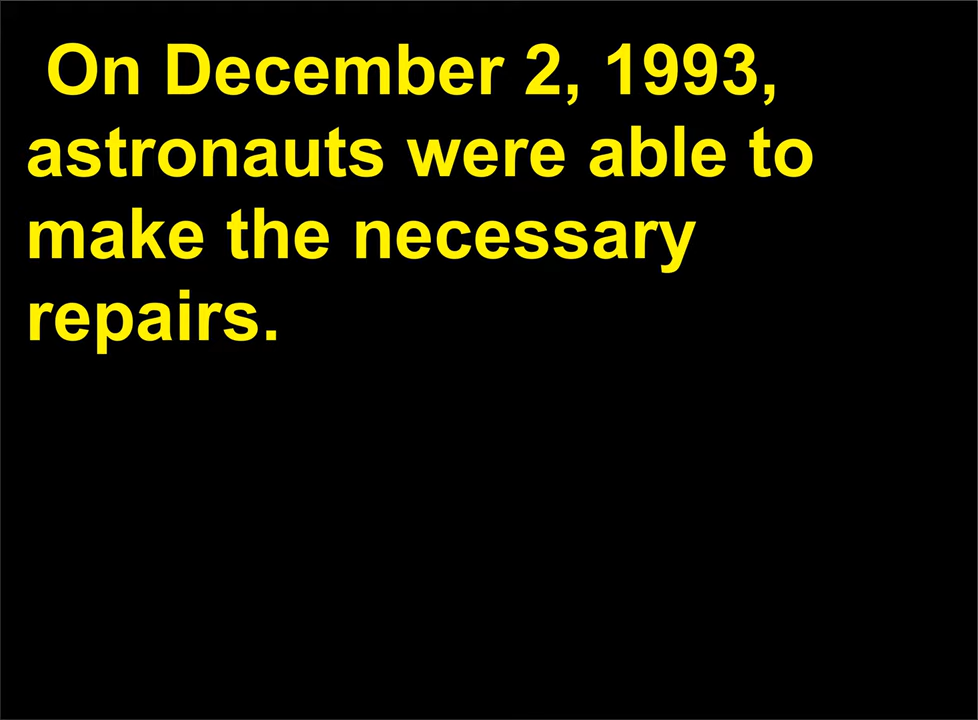 On December 2, 1993,
astronauts were able to
make the necessary
repairs.